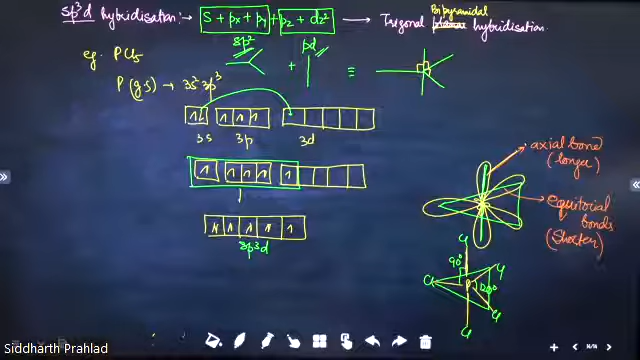 sp³d hybridisation:→ S + px + py + pz + dz² → Trigonal Bipyramidal hybridisation.
sp² pd
eg. PCl5 + ≡
P (g.s) → 3s² 3p³
3s 3p 3d
axial bone
(longer)
equitorial
bonds
(Shorter)
sp³d
Cl
90°
Cl P Cl
120°
Cl
Cl
Siddharth Prahlad
N/A